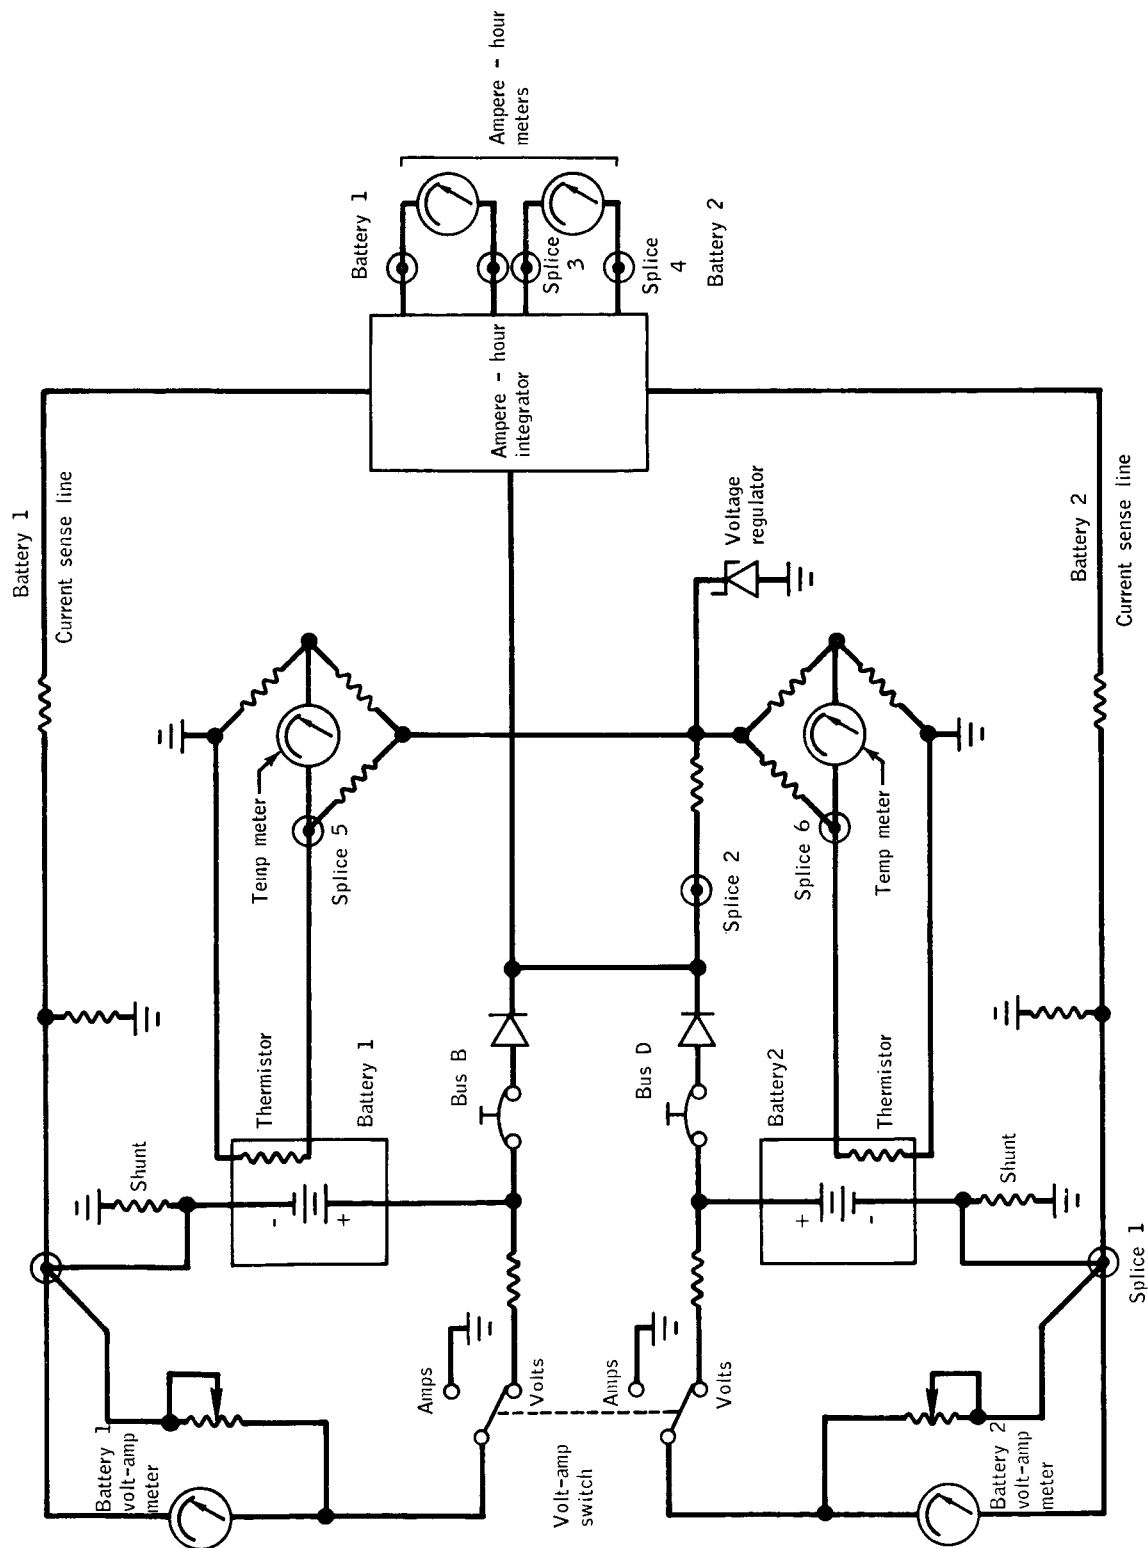 Battery 1
Current sense line
Battery 1
Ampere - hour
meters
Ampere - hour
integrator
Splice
3
Splice
4
Battery 2
Temp meter
Splice 5
Voltage
regulator
Splice 2
Splice 6
Temp meter
Battery 2
Current sense line
Shunt
Thermistor
-
+
Battery 1
Bus B
Bus D
Battery2
+
-
Thermistor
Shunt
Splice 1
Battery 1
volt-amp
meter
Amps
Volts
Volt-amp
switch
Amps
Volts
Battery 2
volt-amp
meter